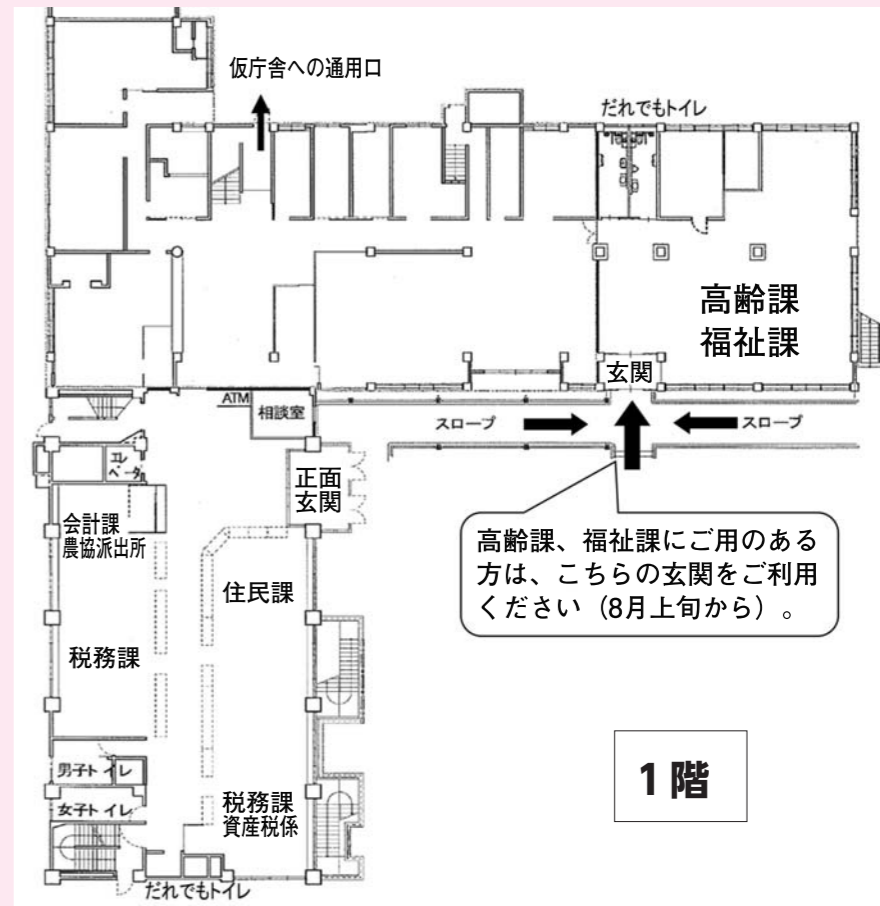 仮庁舎への通用口
だれでもトイレ
高齢課
福祉課
玄関
ATM
相談室
スロープ
スロープ
エレ
ベータ
正面
玄関
会計課
農協派出所
高齢課、福祉課にご用のある
方は、こちらの玄関をご利用
ください（8月上旬から）。
住民課
税務課
男子トイレ
女子トイレ
税務課
資産税係
1階
だれでもトイレ